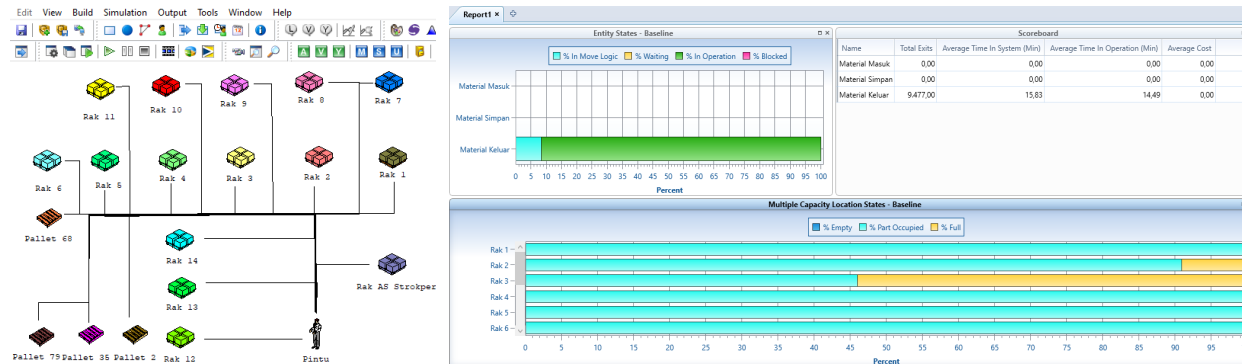 Edit View Build Simulation Output Tools Window Help
Rak 11
Rak 10
Rak 9
Rak 8
Rak 7
Rak 6
Rak 5
Rak 4
Rak 3
Rak 2
Rak 1
Pallet 68
Rak 14
Rak AS Strokper
Rak 13
Pallet 79 Pallet 35 Pallet 2 Rak 12 Pintu
Report1
Entity States - Baseline
% In Move Logic % Waiting % In Operation % Blocked
Material Masuk
Material Simpan
Material Keluar
0 5 10 15 20 25 30 35 40 45 50 55 60 65 70 75 80 85 90 95 100
Percent
Scoreboard
Name Total Exits Average Time In System (Min) Average Time In Operation (Min) Average Cost
Material Masuk 0,00 0,00 0,00 0,00
Material Simpan 0,00 0,00 0,00 0,00
Material Keluar 9.477,00 15,83 14,49 0,00
Multiple Capacity Location States - Baseline
% Empty % Part Occupied % Full
Rak 1
Rak 2
Rak 3
Rak 4
Rak 5
Rak 6
0 5 10 15 20 25 30 35 40 45 50 55 60 65 70 75 80 85 90 95
Percent